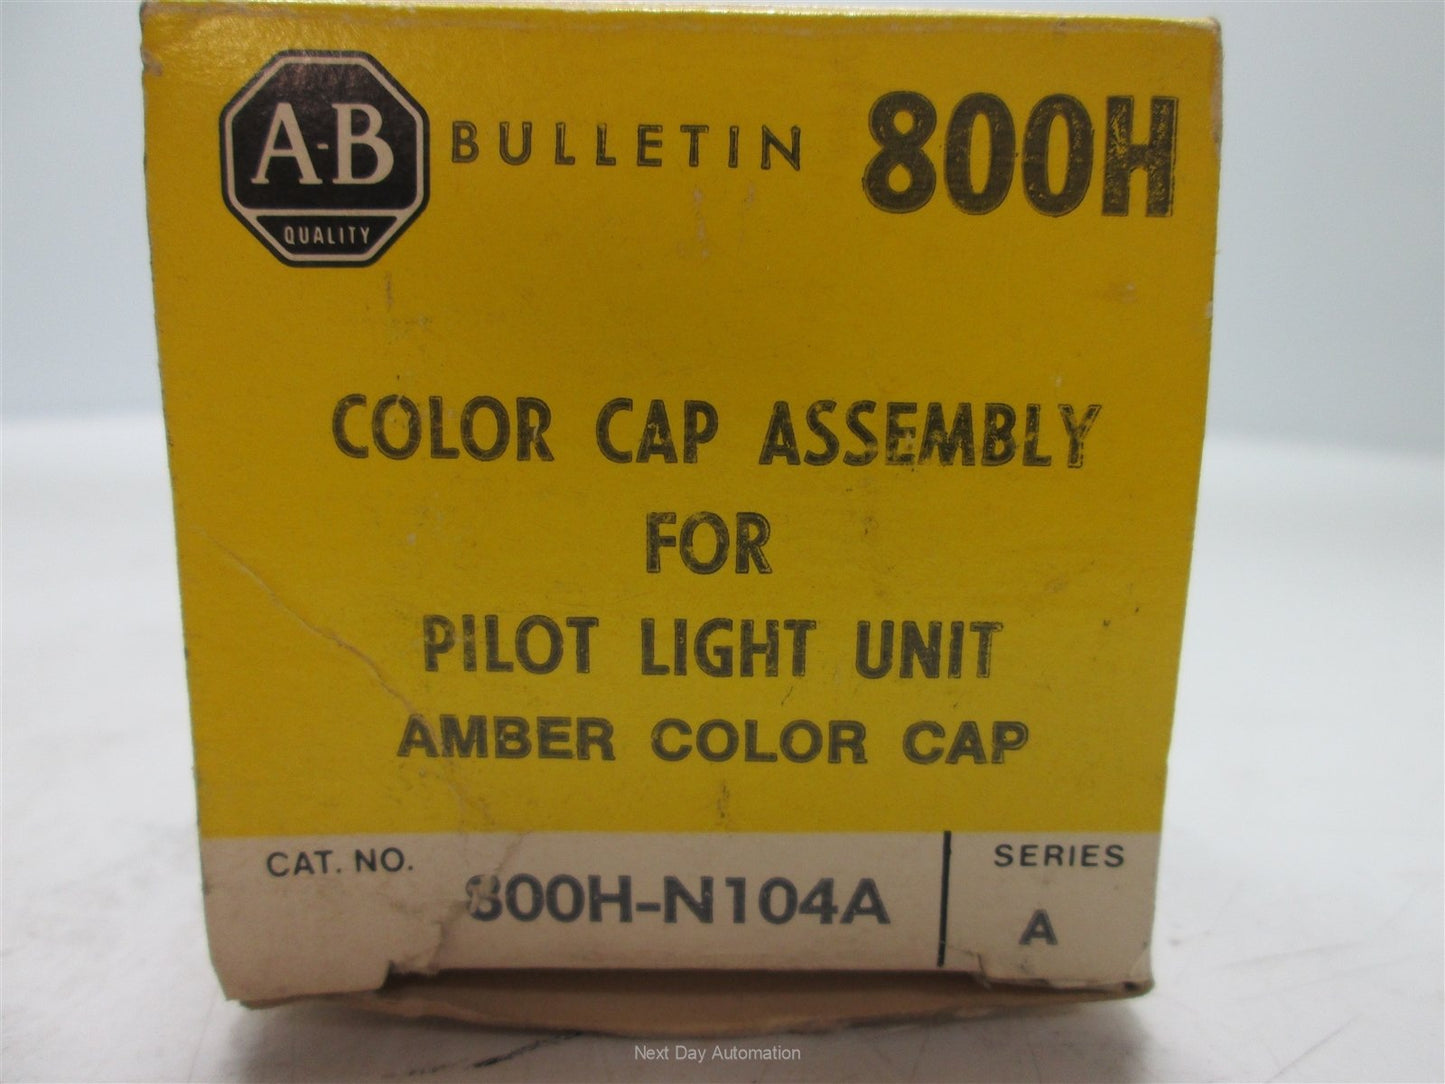 A-B
QUALITY
BULLETIN 800H
COLOR CAP ASSEMBLY
FOR
PILOT LIGHT UNIT
AMBER COLOR CAP
CAT. NO.
800H-N104A
SERIES
A
Next Day Automation